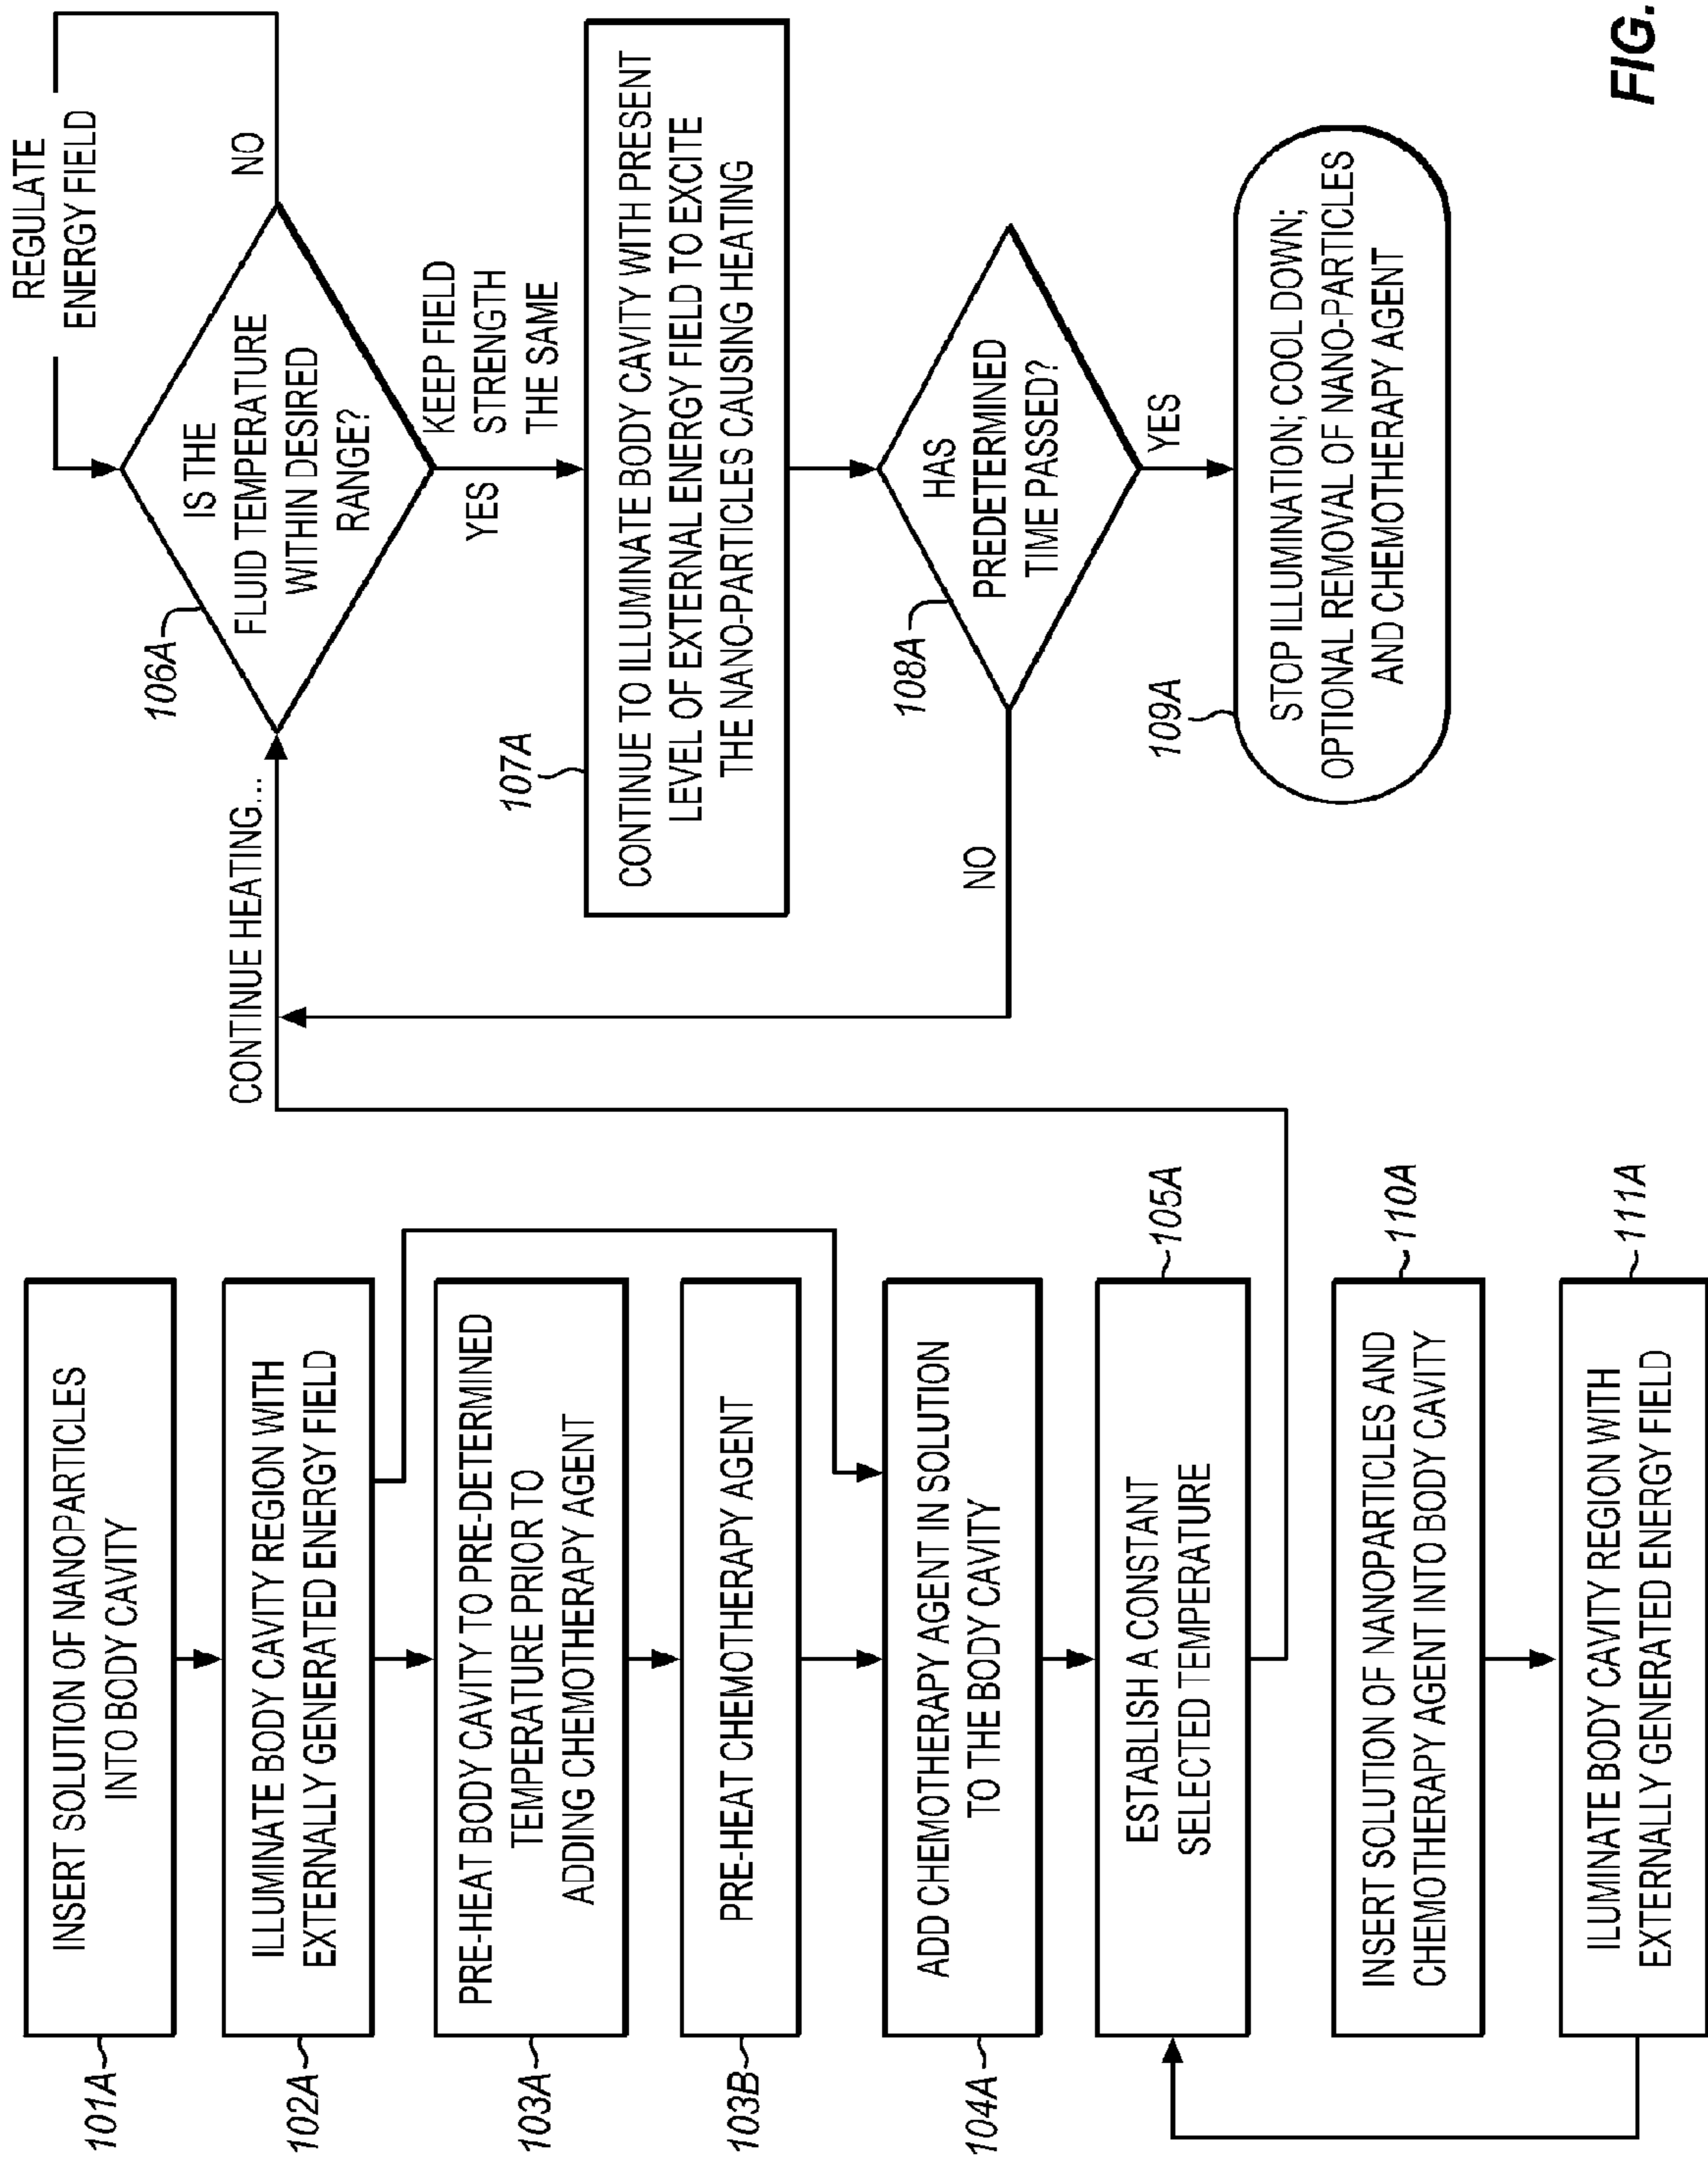 101A
INSERT SOLUTION OF NANOPARTICLES
INTO BODY CAVITY
102A
ILLUMINATE BODY CAVITY REGION WITH
EXTERNALLY GENERATED ENERGY FIELD
103A
PRE-HEAT BODY CAVITY TO PRE-DETERMINED
TEMPERATURE PRIOR TO
ADDING CHEMOTHERAPY AGENT
103B
PRE-HEAT CHEMOTHERAPY AGENT
104A
ADD CHEMOTHERAPY AGENT IN SOLUTION
TO THE BODY CAVITY
105A
ESTABLISH A CONSTANT
SELECTED TEMPERATURE
110A
INSERT SOLUTION OF NANOPARTICLES AND
CHEMOTHERAPY AGENT INTO BODY CAVITY
111A
ILUMINATE BODY CAVITY REGION WITH
EXTERNALLY GENERATED ENERGY FIELD
CONTINUE HEATING...
REGULATE
ENERGY FIELD
106A
IS THE
FLUID TEMPERATURE
WITHIN DESIRED
RANGE?
NO
YES
KEEP FIELD
STRENGTH
THE SAME
107A
CONTINUE TO ILLUMINATE BODY CAVITY WITH PRESENT
LEVEL OF EXTERNAL ENERGY FIELD TO EXCITE
THE NANO-PARTICLES CAUSING HEATING
108A
HAS
PREDETERMINED
TIME PASSED?
NO
YES
109A
STOP ILLUMINATION; COOL DOWN;
OPTIONAL REMOVAL OF NANO-PARTICLES
AND CHEMOTHERAPY AGENT
FIG.